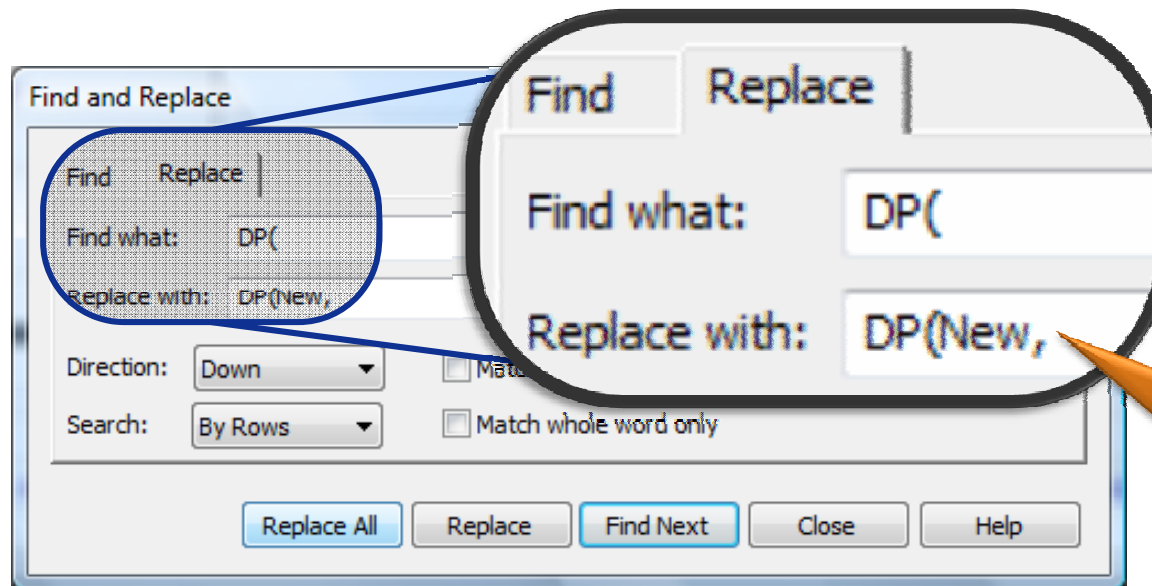 Find and Replace
Find Replace
Find what: DP(
Replace with: DP(New,
Find Replace
Find what: DP(
Replace with: DP(New,
Direction: Down
Search: By Rows
Match whole word only
Replace All Replace Find Next Close Help